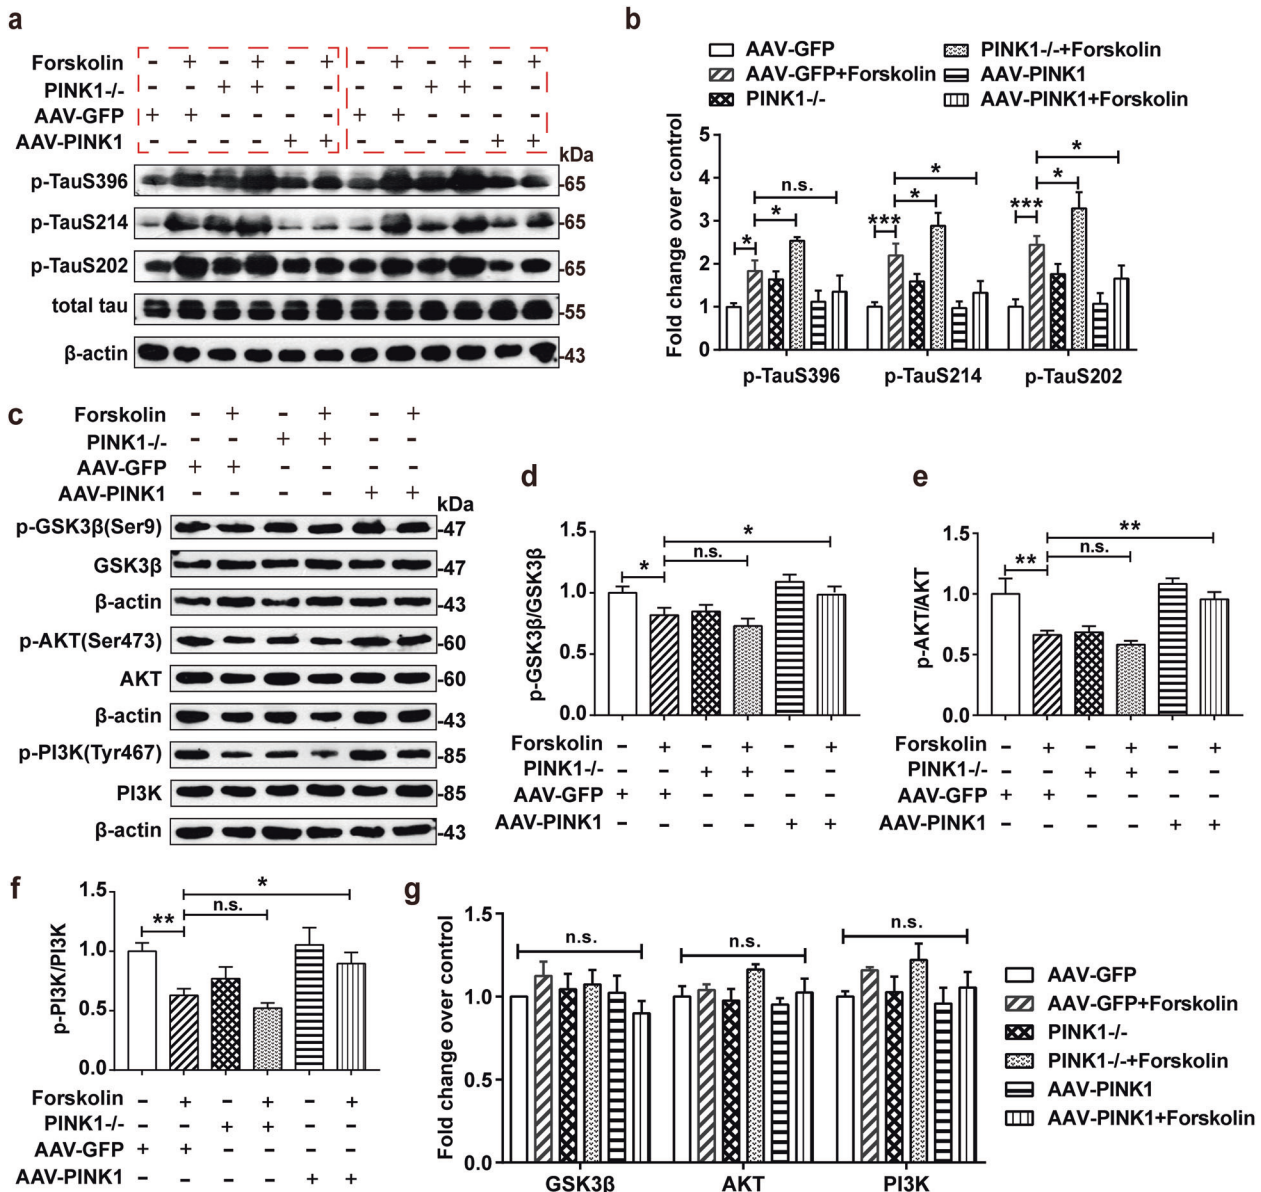 a
Forskolin - + - + - + - + - + - +
PINK1-/- - - + + - - - - + + - -
AAV-GFP + + - - - - + + - - - -
AAV-PINK1 - - - - + + - - - - + +
kDa
p-TauS396 -65
p-TauS214 -65
p-TauS202 -65
total tau -55
β-actin -43
b
AAV-GFP
AAV-GFP+Forskolin
PINK1-/-
PINK1-/-+Forskolin
AAV-PINK1
AAV-PINK1+Forskolin
Fold change over control
5
4
3
2
1
0
* * n.s.
*** * *
*** * *
p-TauS396 p-TauS214 p-TauS202
c
Forskolin - + - + - +
PINK1-/- - - + + - -
AAV-GFP + + - - - -
AAV-PINK1 - - - - + +
kDa
p-GSK3β(Ser9) -47
GSK3β -47
β-actin -43
p-AKT(Ser473) -60
AKT -60
β-actin -43
p-PI3K(Tyr467) -85
PI3K -85
β-actin -43
d
p-GSK3β/GSK3β
1.5
1.0
0.5
0.0
*
n.s.
*
Forskolin - + - + - +
PINK1-/- - - + + - -
AAV-GFP + + - - - -
AAV-PINK1 - - - - + +
e
p-AKT/AKT
1.5
1.0
0.5
0.0
**
n.s.
**
Forskolin - + - + - +
PINK1-/- - - + + - -
AAV-GFP + + - - - -
AAV-PINK1 - - - - + +
f
p-PI3K/PI3K
1.5
1.0
0.5
0.0
*
n.s.
**
Forskolin - + - + - +
PINK1-/- - - + + - -
AAV-GFP + + - - - -
AAV-PINK1 - - - - + +
g
Fold change over control
1.5
1.0
0.5
0.0
n.s. n.s. n.s.
GSK3β AKT PI3K
AAV-GFP
AAV-GFP+Forskolin
PINK1-/-
PINK1-/-+Forskolin
AAV-PINK1
AAV-PINK1+Forskolin